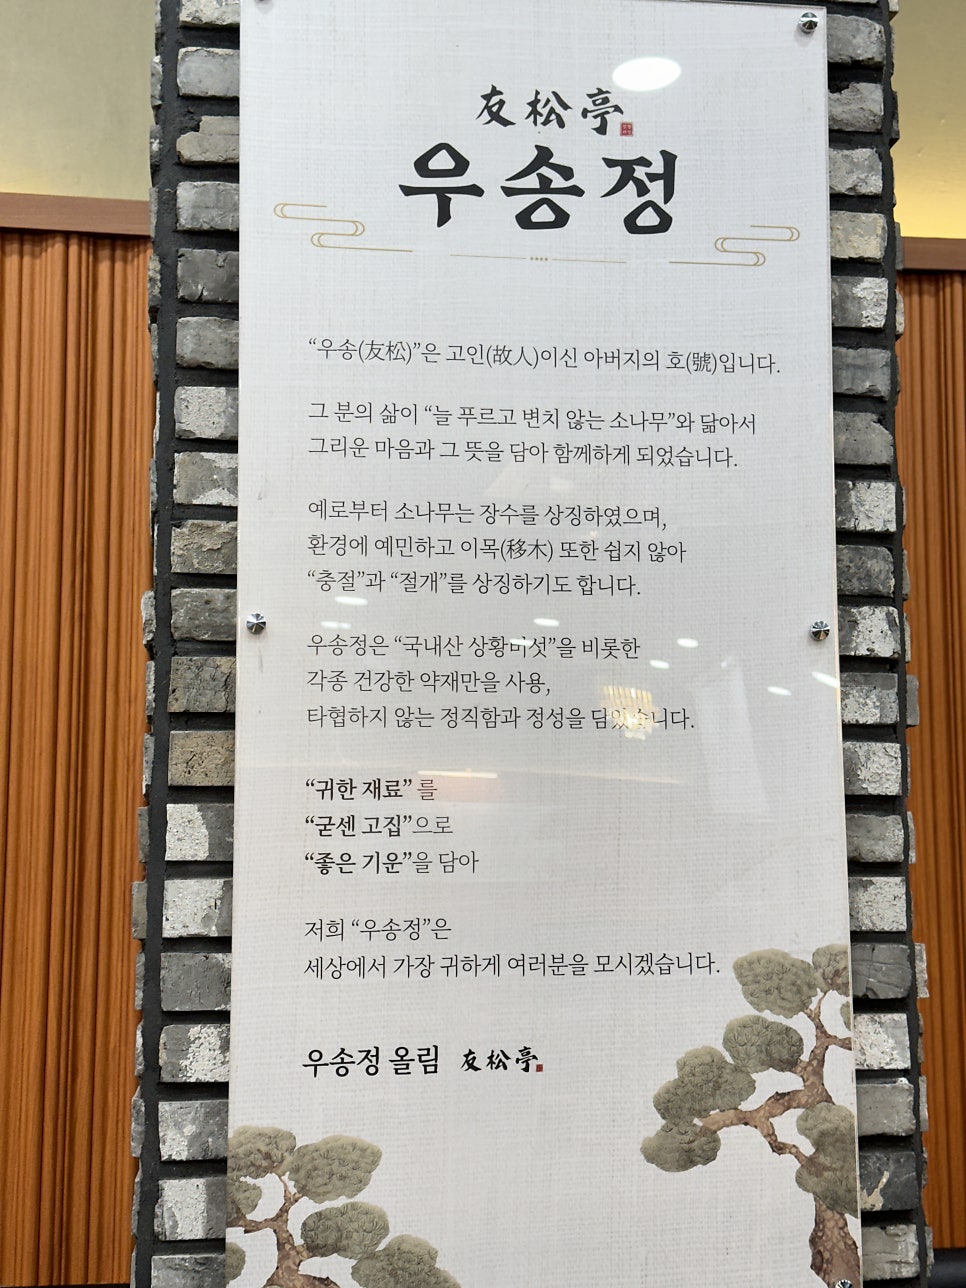 友松亭
우송정
“우송(友松)”은 고인(故人)이신 아버지의 호(號)입니다.
그 분의 삶이 “늘 푸르고 변치 않는 소나무”와 닮아서
그리운 마음과 그 뜻을 담아 함께하게 되었습니다.
예로부터 소나무는 장수를 상징하였으며,
환경에 예민하고 이목(移木) 또한 쉽지 않아
“충절”과 “절개”를 상징하기도 합니다.
우송정은 “국내산 상황버섯”을 비롯한
각종 건강한 약재만을 사용,
타협하지 않는 정직함과 정성을 담았습니다.
“귀한 재료” 를
“굳센 고집”으로
“좋은 기운”을 담아
저희 “우송정”은
세상에서 가장 귀하게 여러분을 모시겠습니다.
우송정 올림 友松亭